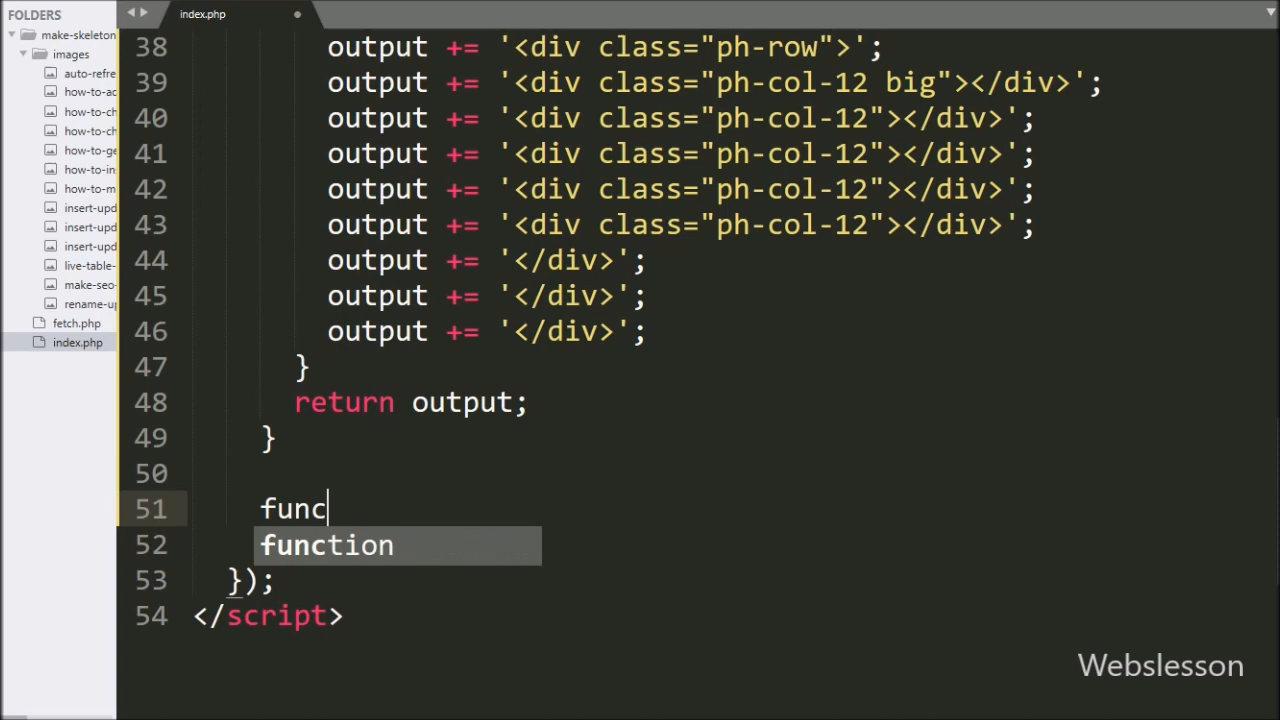 FOLDERS
make-skeleton
images
auto-refre
how-to-ac
how-to-ch
how-to-ch
how-to-ge
how-to-in
how-to-m
insert-upd
insert-upd
insert-upd
live-table-
make-seo-
rename-up
fetch.php
index.php
index.php
38 output += '<div class="ph-row">';
39 output += '<div class="ph-col-12 big"></div>';
40 output += '<div class="ph-col-12"></div>';
41 output += '<div class="ph-col-12"></div>';
42 output += '<div class="ph-col-12"></div>';
43 output += '<div class="ph-col-12"></div>';
44 output += '</div>';
45 output += '</div>';
46 output += '</div>';
47 }
48 return output;
49 }
50
51 func
52 function
53 });
54 </script>
Webslesson